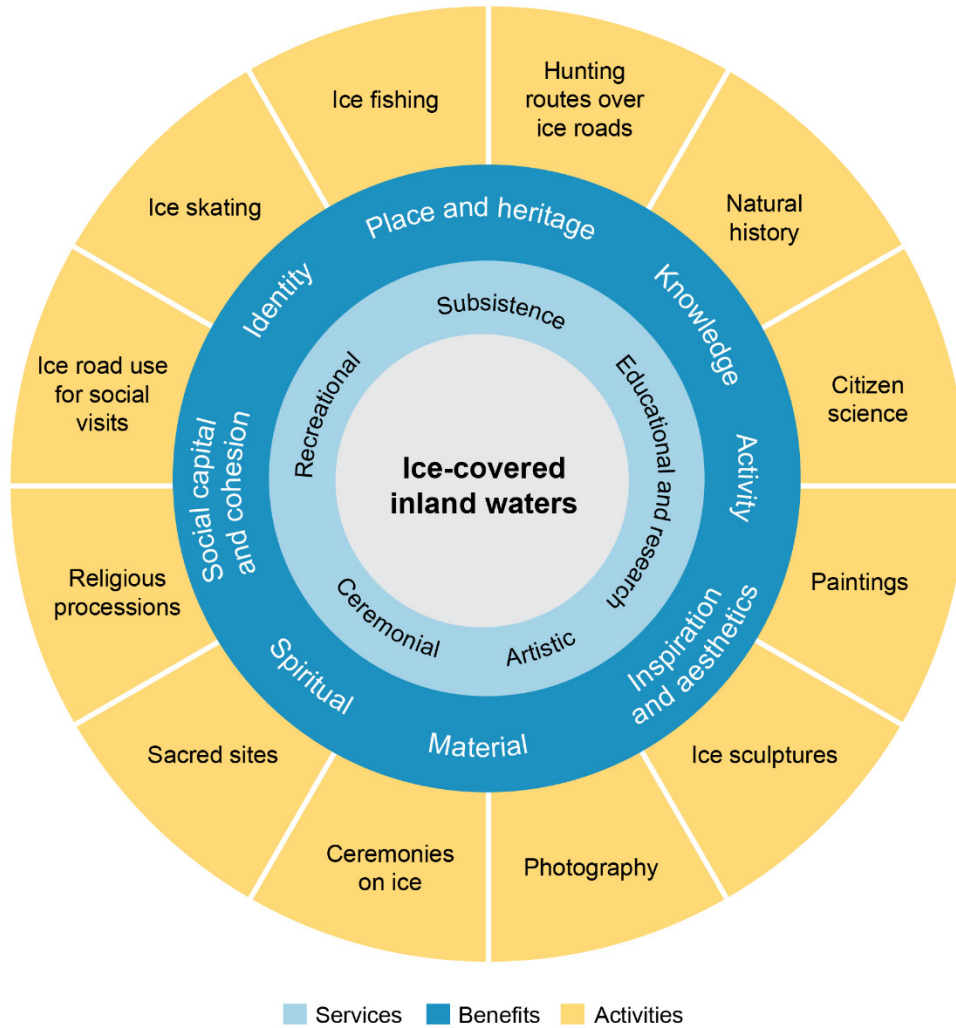 Ice fishing
Hunting
routes over
ice roads
Natural
history
Citizen
science
Paintings
Ice sculptures
Photography
Ceremonies
on ice
Sacred sites
Religious
processions
Ice road use
for social
visits
Ice skating
Place and heritage
Knowledge
Activity
Inspiration
and aesthetics
Material
Spiritual
Social capital
and cohesion
Identity
Subsistence
Educational and research
Artistic
Ceremonial
Recreational
Ice-covered
inland waters
Services
Benefits
Activities